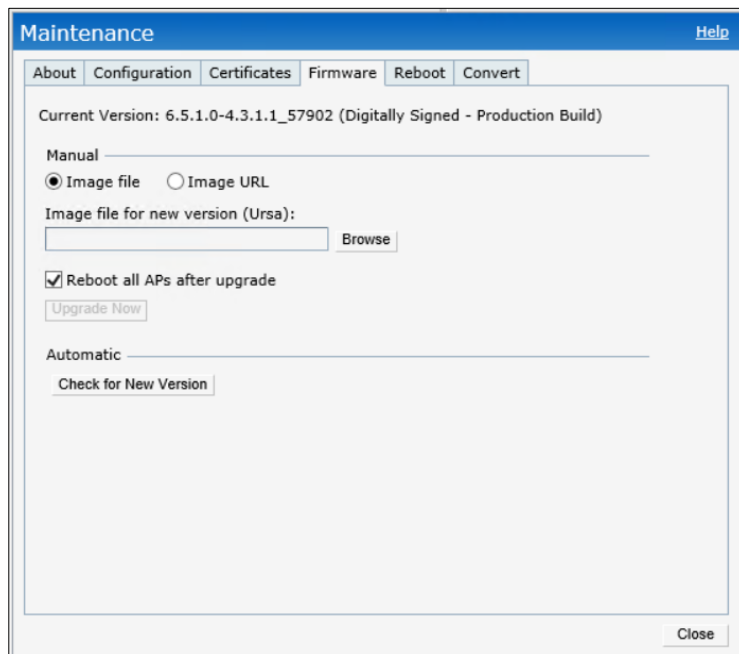 Maintenance Help
About Configuration Certificates Firmware Reboot Convert
Current Version: 6.5.1.0-4.3.1.1_57902 (Digitally Signed - Production Build)
Manual
Image file Image URL
Image file for new version (Ursa):
Browse
Reboot all APs after upgrade
Upgrade Now
Automatic
Check for New Version
Close